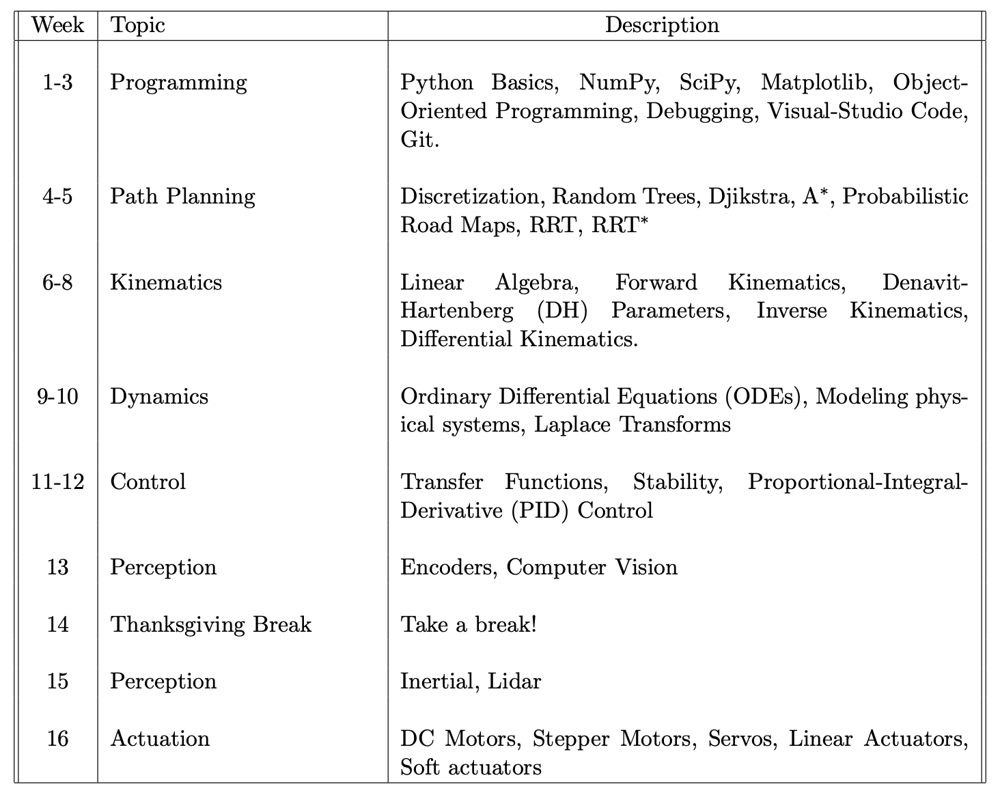 Week Topic Description
1-3 Programming Python Basics, NumPy, SciPy, Matplotlib, Object-
Oriented Programming, Debugging, Visual-Studio Code,
Git.
4-5 Path Planning Discretization, Random Trees, Djikstra, A*, Probabilistic
Road Maps, RRT, RRT*
6-8 Kinematics Linear Algebra, Forward Kinematics, Denavit-
Hartenberg (DH) Parameters, Inverse Kinematics,
Differential Kinematics.
9-10 Dynamics Ordinary Differential Equations (ODEs), Modeling phys-
ical systems, Laplace Transforms
11-12 Control Transfer Functions, Stability, Proportional-Integral-
Derivative (PID) Control
13 Perception Encoders, Computer Vision
14 Thanksgiving Break Take a break!
15 Perception Inertial, Lidar
16 Actuation DC Motors, Stepper Motors, Servos, Linear Actuators,
Soft actuators